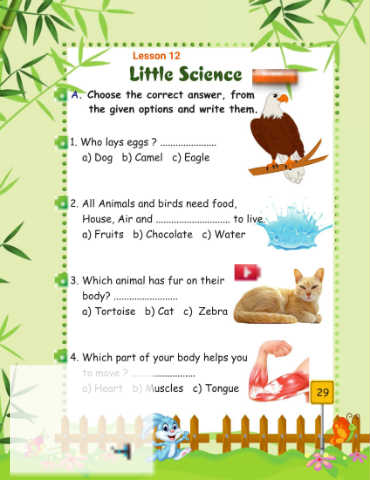 Lesson 12
Little Science
A. Choose the correct answer, from
the given options and write them.
1. Who lays eggs ? ......................
a) Dog b) Camel c) Eagle
2. All Animals and birds need food,
House, Air and ............................. to live
a) Fruits b) Chocolate c) Water
3. Which animal has fur on their
body? .........................
a) Tortoise b) Cat c) Zebra
4. Which part of your body helps you
to move ? .........................
a) Heart b) Muscles c) Tongue
29